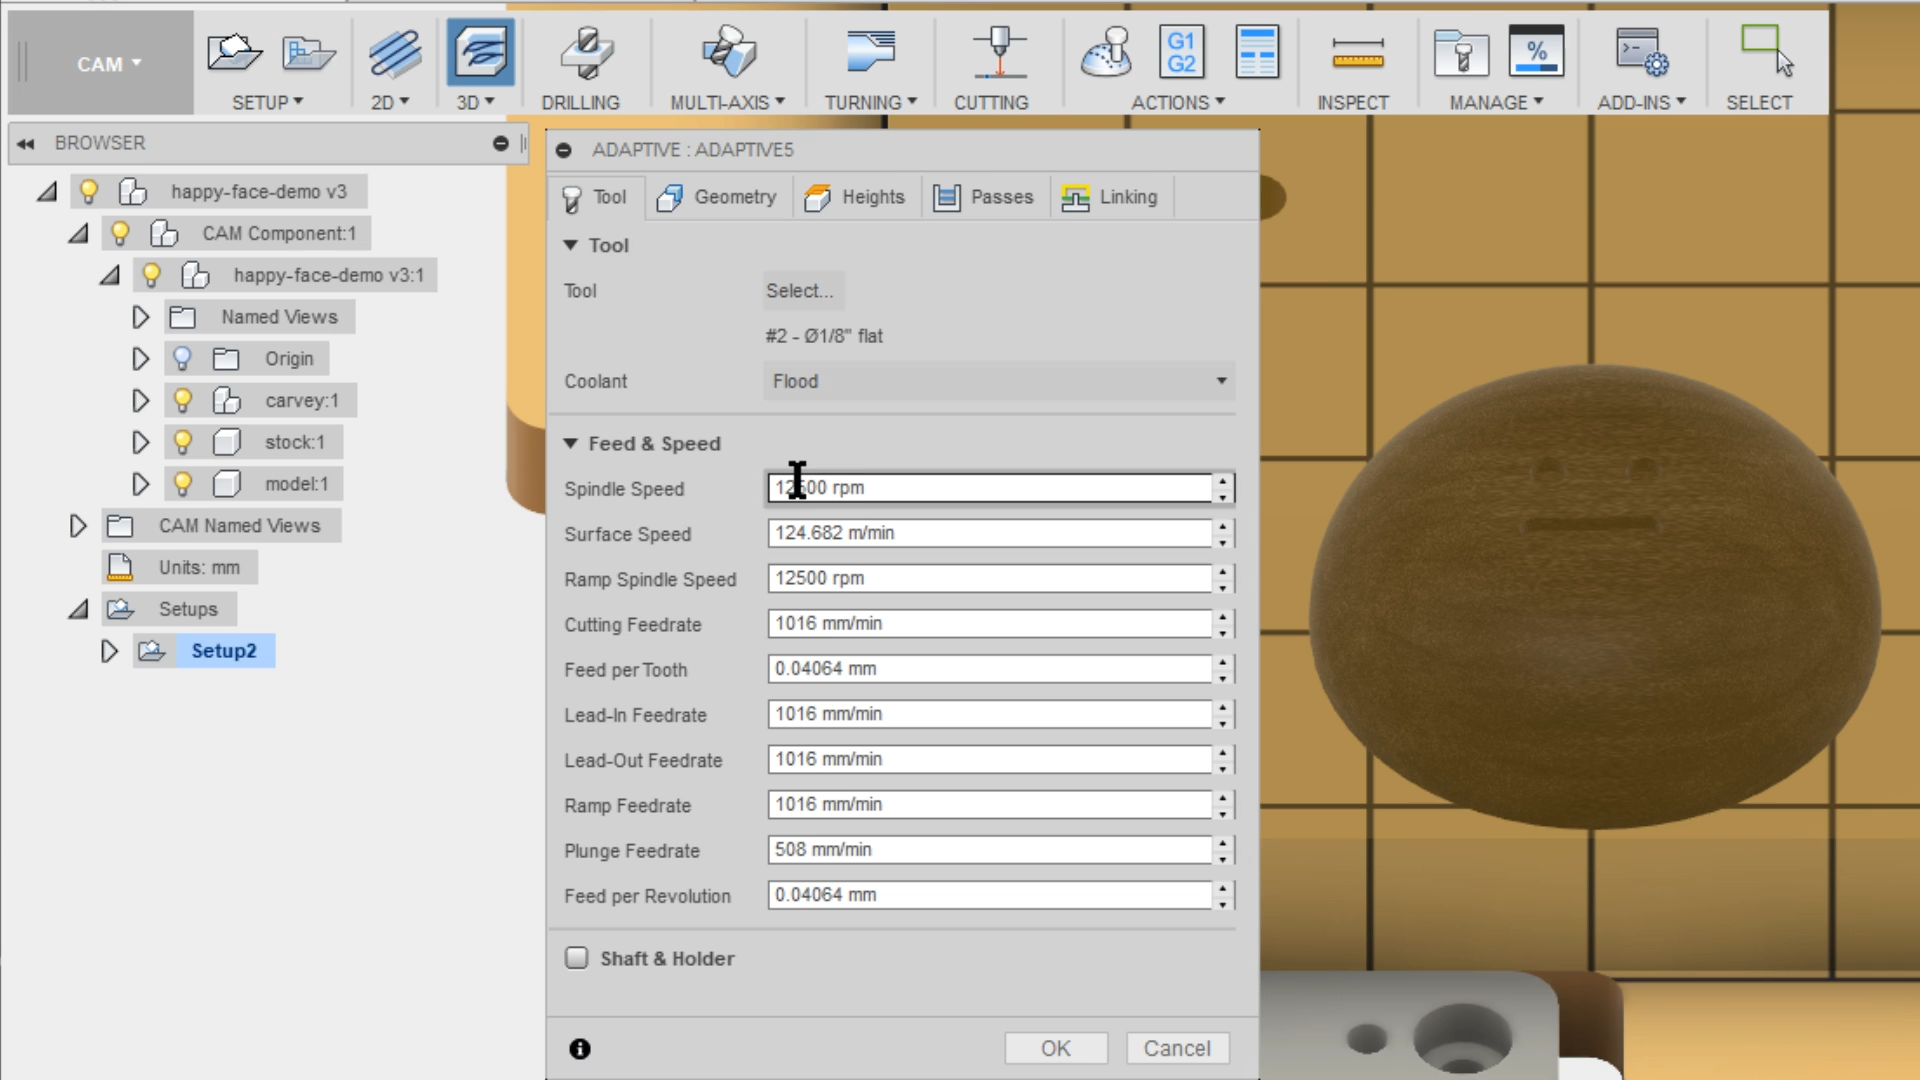 CAM
SETUP
2D
3D
DRILLING
MULTI-AXIS
TURNING
CUTTING
G1
G2
ACTIONS
INSPECT
%
MANAGE
ADD-INS
SELECT
BROWSER
happy-face-demo v3
CAM Component:1
happy-face-demo v3:1
Named Views
Origin
carvey:1
stock:1
model:1
CAM Named Views
Units: mm
Setups
Setup2
ADAPTIVE : ADAPTIVE5
Tool Geometry Heights Passes Linking
Tool
Tool Select...
#2 - Ø1/8" flat
Coolant Flood
Feed & Speed
Spindle Speed 12500 rpm
Surface Speed 124.682 m/min
Ramp Spindle Speed 12500 rpm
Cutting Feedrate 1016 mm/min
Feed per Tooth 0.04064 mm
Lead-In Feedrate 1016 mm/min
Lead-Out Feedrate 1016 mm/min
Ramp Feedrate 1016 mm/min
Plunge Feedrate 508 mm/min
Feed per Revolution 0.04064 mm
Shaft & Holder
OK Cancel